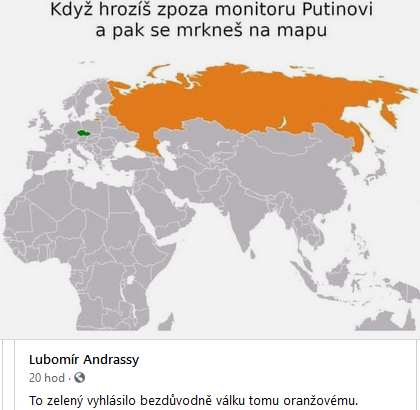 Když hrozíš zpoza monitoru Putinovi
a pak se mrkneš na mapu
Lubomír Andrassy
20 hod ·
To zelený vyhlásilo bezdůvodně válku tomu oranžovému.